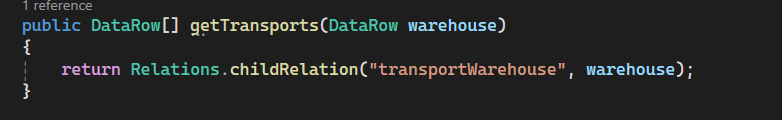 1 reference
public DataRow[] getTransports(DataRow warehouse)
{
return Relations.childRelation("transportWarehouse", warehouse);
}